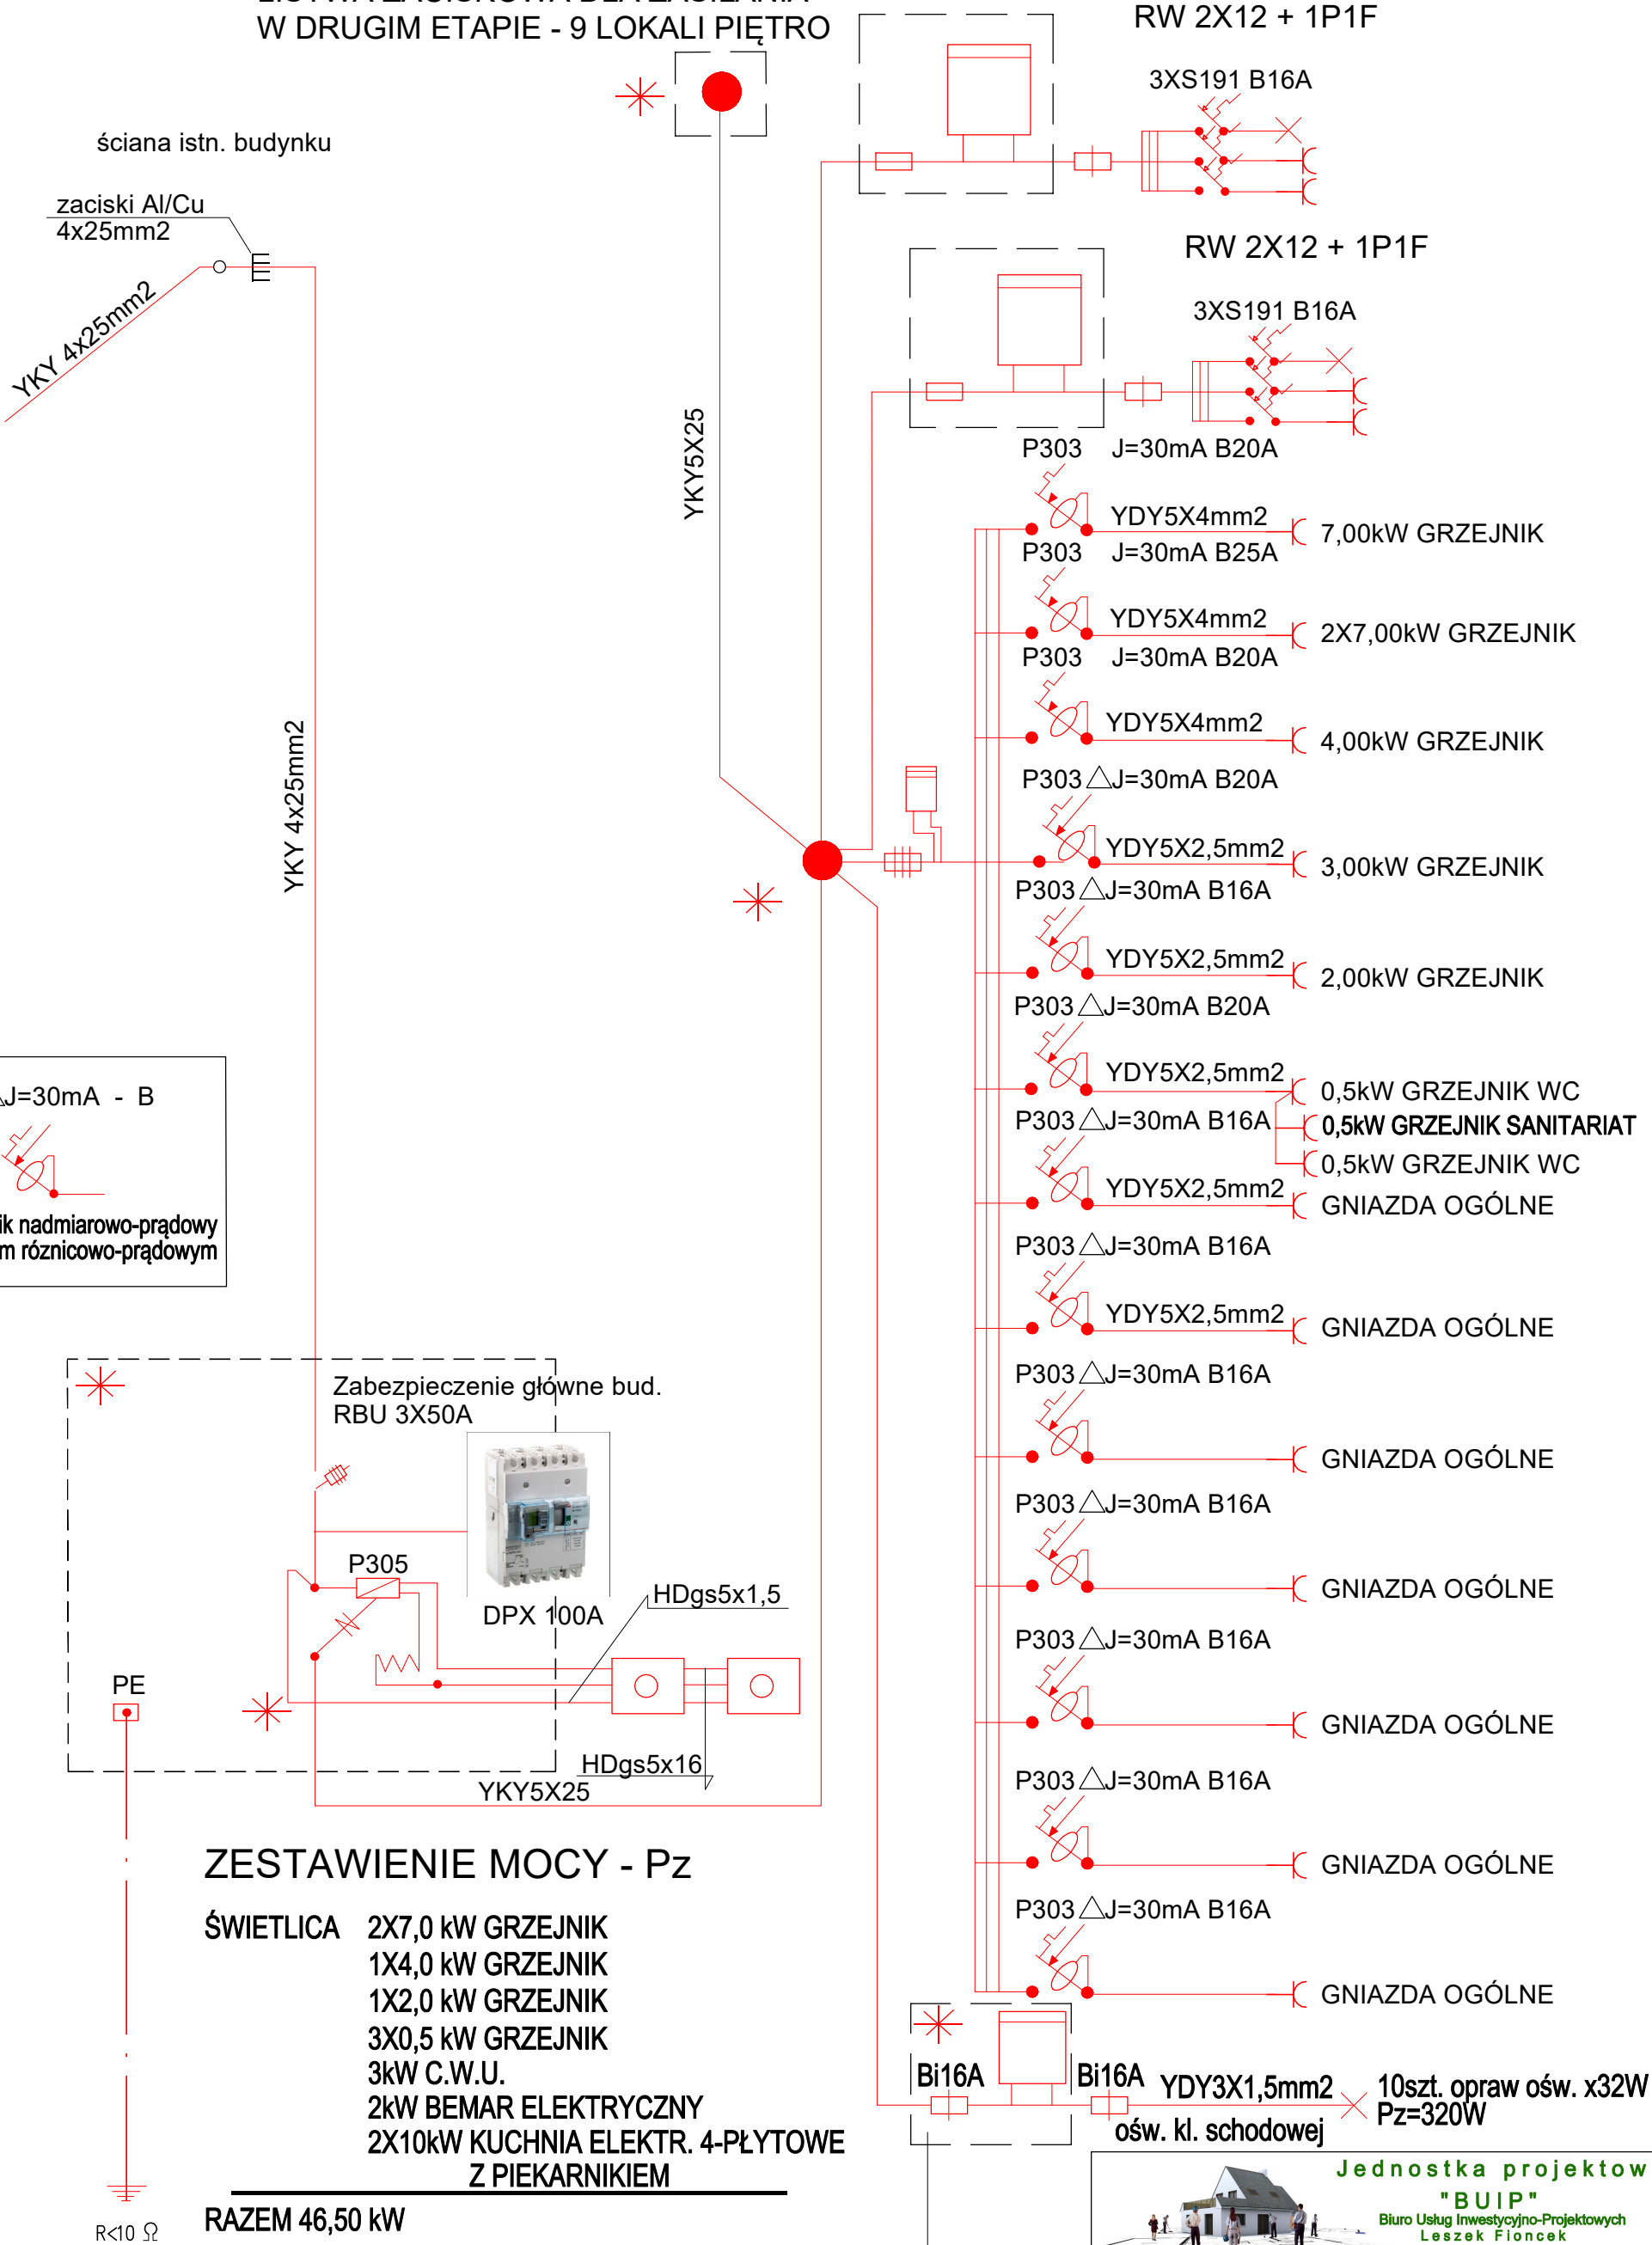 W DRUGIM ETAPIE - 9 LOKALI PIĘTRO
RW 2X12 + 1P1F
3XS191 B16A
ściana istn. budynku
zaciski Al/Cu
4x25mm2
YKY 4x25mm2
RW 2X12 + 1P1F
3XS191 B16A
YKY5X25
YKY 4x25mm2
P303 J=30mA B20A
YDY5X4mm2
7,00kW GRZEJNIK
P303 J=30mA B25A
YDY5X4mm2
2X7,00kW GRZEJNIK
P303 J=30mA B20A
YDY5X4mm2
4,00kW GRZEJNIK
P303 △J=30mA B20A
YDY5X2,5mm2
3,00kW GRZEJNIK
P303 △J=30mA B16A
YDY5X2,5mm2
2,00kW GRZEJNIK
P303 △J=30mA B20A
YDY5X2,5mm2
0,5kW GRZEJNIK WC
0,5kW GRZEJNIK SANITARIAT
0,5kW GRZEJNIK WC
P303 △J=30mA B16A
YDY5X2,5mm2
GNIAZDA OGÓLNE
P303 △J=30mA B16A
YDY5X2,5mm2
GNIAZDA OGÓLNE
P303 △J=30mA B16A
GNIAZDA OGÓLNE
P303 △J=30mA B16A
GNIAZDA OGÓLNE
P303 △J=30mA B16A
GNIAZDA OGÓLNE
P303 △J=30mA B16A
GNIAZDA OGÓLNE
P303 △J=30mA B16A
GNIAZDA OGÓLNE
△J=30mA - B
ik nadmiarowo-prądowy
m róznicowo-prądowym
Zabezpieczenie główne bud.
RBU 3X50A
P305
DPX 100A
HDgs5x1,5
PE
HDgs5x16
YKY5X25
R<10 Ω
ZESTAWIENIE MOCY - Pz
ŚWIETLICA 2X7,0 kW GRZEJNIK
1X4,0 kW GRZEJNIK
1X2,0 kW GRZEJNIK
3X0,5 kW GRZEJNIK
3kW C.W.U.
2kW BEMAR ELEKTRYCZNY
2X10kW KUCHNIA ELEKTR. 4-PŁYTOWE
Z PIEKARNIKIEM
RAZEM 46,50 kW
Bi16A
Bi16A
YDY3X1,5mm2
ośw. kl. schodowej
10szt. opraw ośw. x32W
Pz=320W
Jednostka projektow
"BUIP"
Biuro Usług Inwestycyjno-Projektowych
Leszek Fioncek